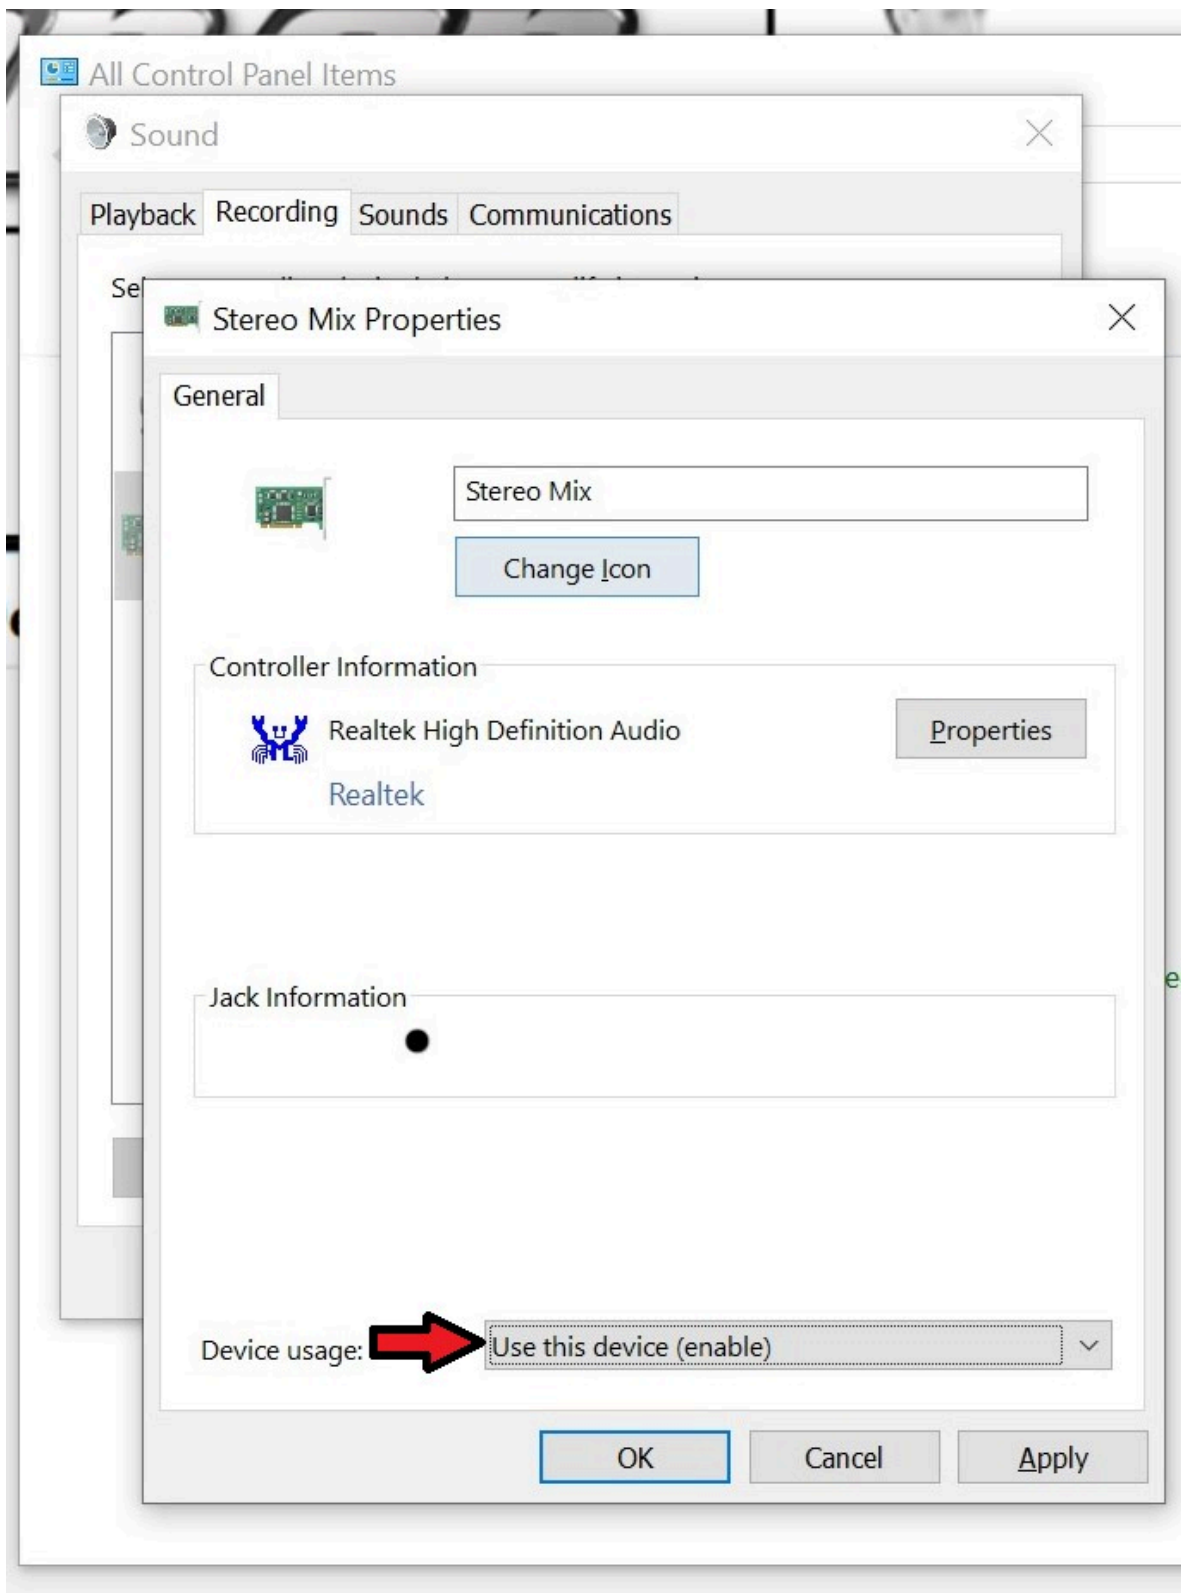 All Control Panel Items
Sound
Playback Recording Sounds Communications
Se
Stereo Mix Properties
General
Stereo Mix
Change Icon
Controller Information
Realtek High Definition Audio
Properties
Realtek
Jack Information
Device usage:
Use this device (enable)
OK
Cancel
Apply